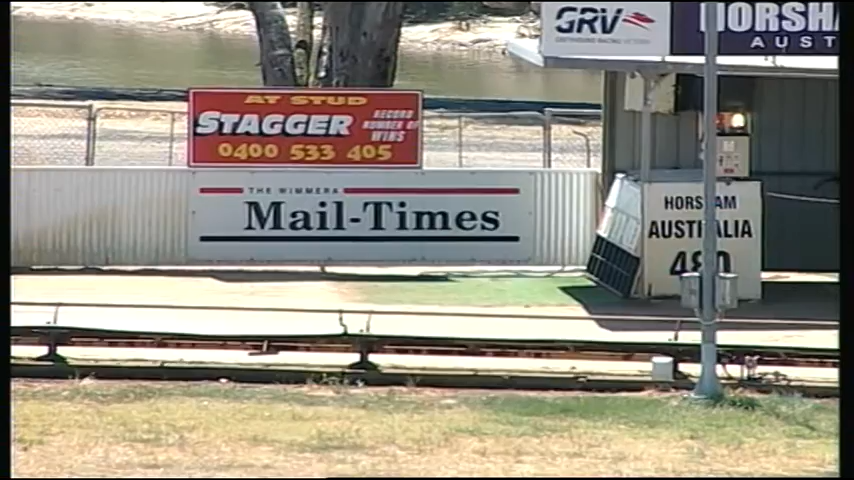 GRV
GREYHOUND RACING VICTORIA
HORSHA
AUST
AT STUD
STAGGER
RECORD
NUMBER OF
WINS
0400 533 405
THE WIMMERA
Mail-Times
HORSHAM
AUSTRALIA
480